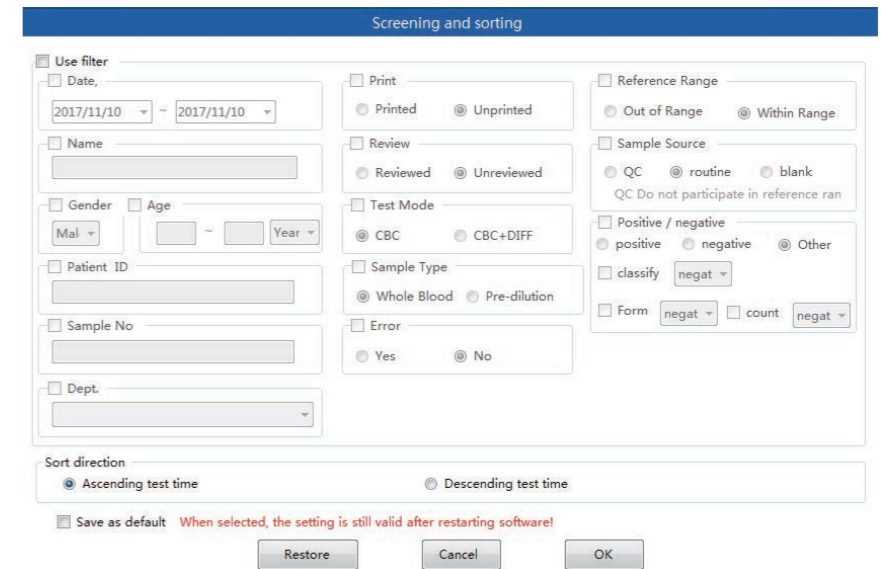 Screening and sorting
Use filter
Date,
2017/11/10 ~ 2017/11/10
Name
Gender Age
Mal ~ Year
Patient ID
Sample No
Dept.
Print
Printed Unprinted
Review
Reviewed Unreviewed
Test Mode
CBC CBC+DIFF
Sample Type
Whole Blood Pre-dilution
Error
Yes No
Reference Range
Out of Range Within Range
Sample Source
QC routine blank
QC Do not participate in reference ran
Positive / negative
positive negative Other
classify negat
Form negat count negat
Sort direction
Ascending test time Descending test time
Save as default When selected, the setting is still valid after restarting software!
Restore Cancel OK